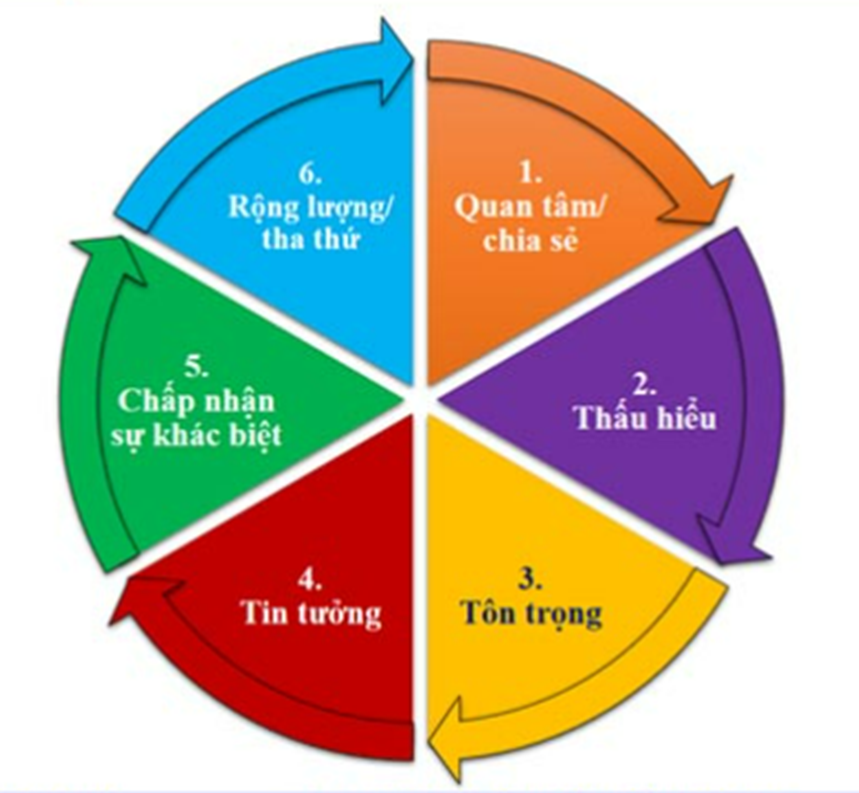 1.
Quan tâm/
chia sẻ
2.
Thấu hiểu
3.
Tôn trọng
4.
Tin tưởng
5.
Chấp nhận
sự khác biệt
6.
Rộng lượng/
tha thứ